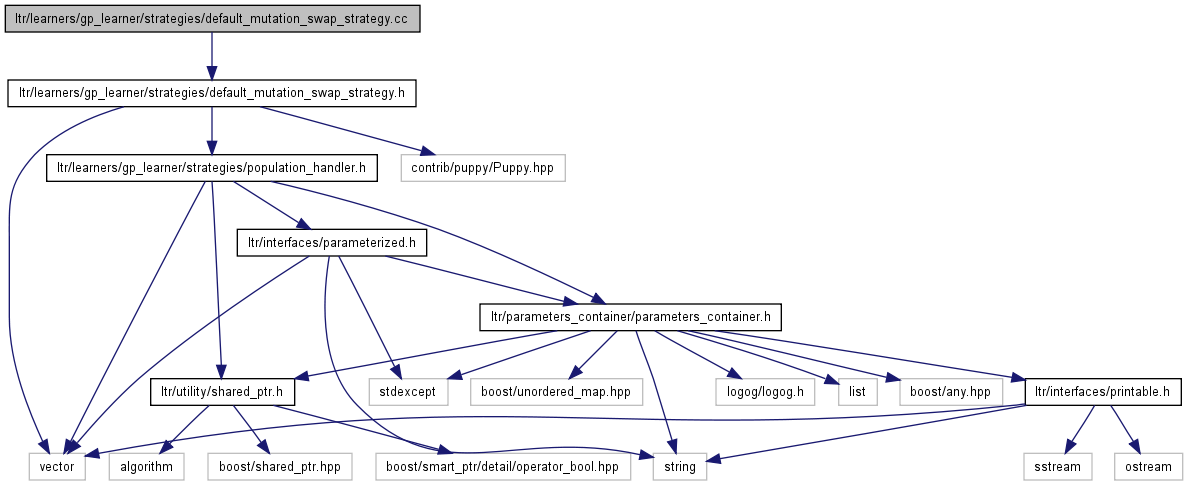 ltr/learners/gp_learner/strategies/default_mutation_swap_strategy.cc
ltr/learners/gp_learner/strategies/default_mutation_swap_strategy.h
ltr/learners/gp_learner/strategies/population_handler.h
contrib/puppy/Puppy.hpp
ltr/interfaces/parameterized.h
ltr/parameters_container/parameters_container.h
ltr/utility/shared_ptr.h
stdexcept
boost/unordered_map.hpp
logog/logog.h
list
boost/any.hpp
ltr/interfaces/printable.h
vector
algorithm
boost/shared_ptr.hpp
boost/smart_ptr/detail/operator_bool.hpp
string
sstream
ostream